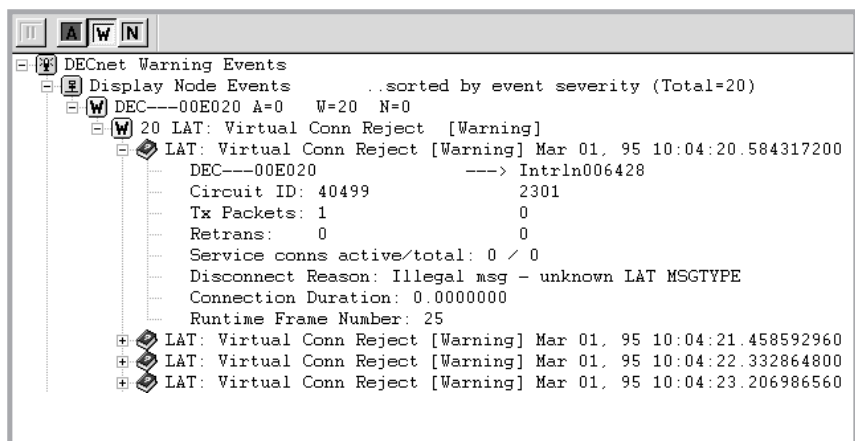 A W N
DECnet Warning Events
Display Node Events ..sorted by event severity (Total=20)
W DEC---00E020 A=0 W=20 N=0
W 20 LAT: Virtual Conn Reject [Warning]
LAT: Virtual Conn Reject [Warning] Mar 01, 95 10:04:20.584317200
DEC---00E020 ---> Intrln006428
Circuit ID: 40499 2301
Tx Packets: 1 0
Retrans: 0 0
Service conns active/total: 0 / 0
Disconnect Reason: Illegal msg - unknown LAT MSGTYPE
Connection Duration: 0.0000000
Runtime Frame Number: 25
LAT: Virtual Conn Reject [Warning] Mar 01, 95 10:04:21.458592960
LAT: Virtual Conn Reject [Warning] Mar 01, 95 10:04:22.332864800
LAT: Virtual Conn Reject [Warning] Mar 01, 95 10:04:23.206986560